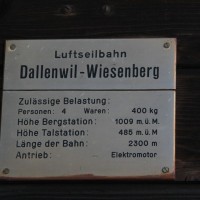 Luftseilbahn
Dallenwil-Wiesenberg
Zulässige Belastung:
Personen: 4 Waren: 400 kg
Höhe Bergstation: 1009 m.ü.M.
Höhe Talstation: 485 m.ü.M
Länge der Bahn: 2300 m
Antrieb: Elektromotor